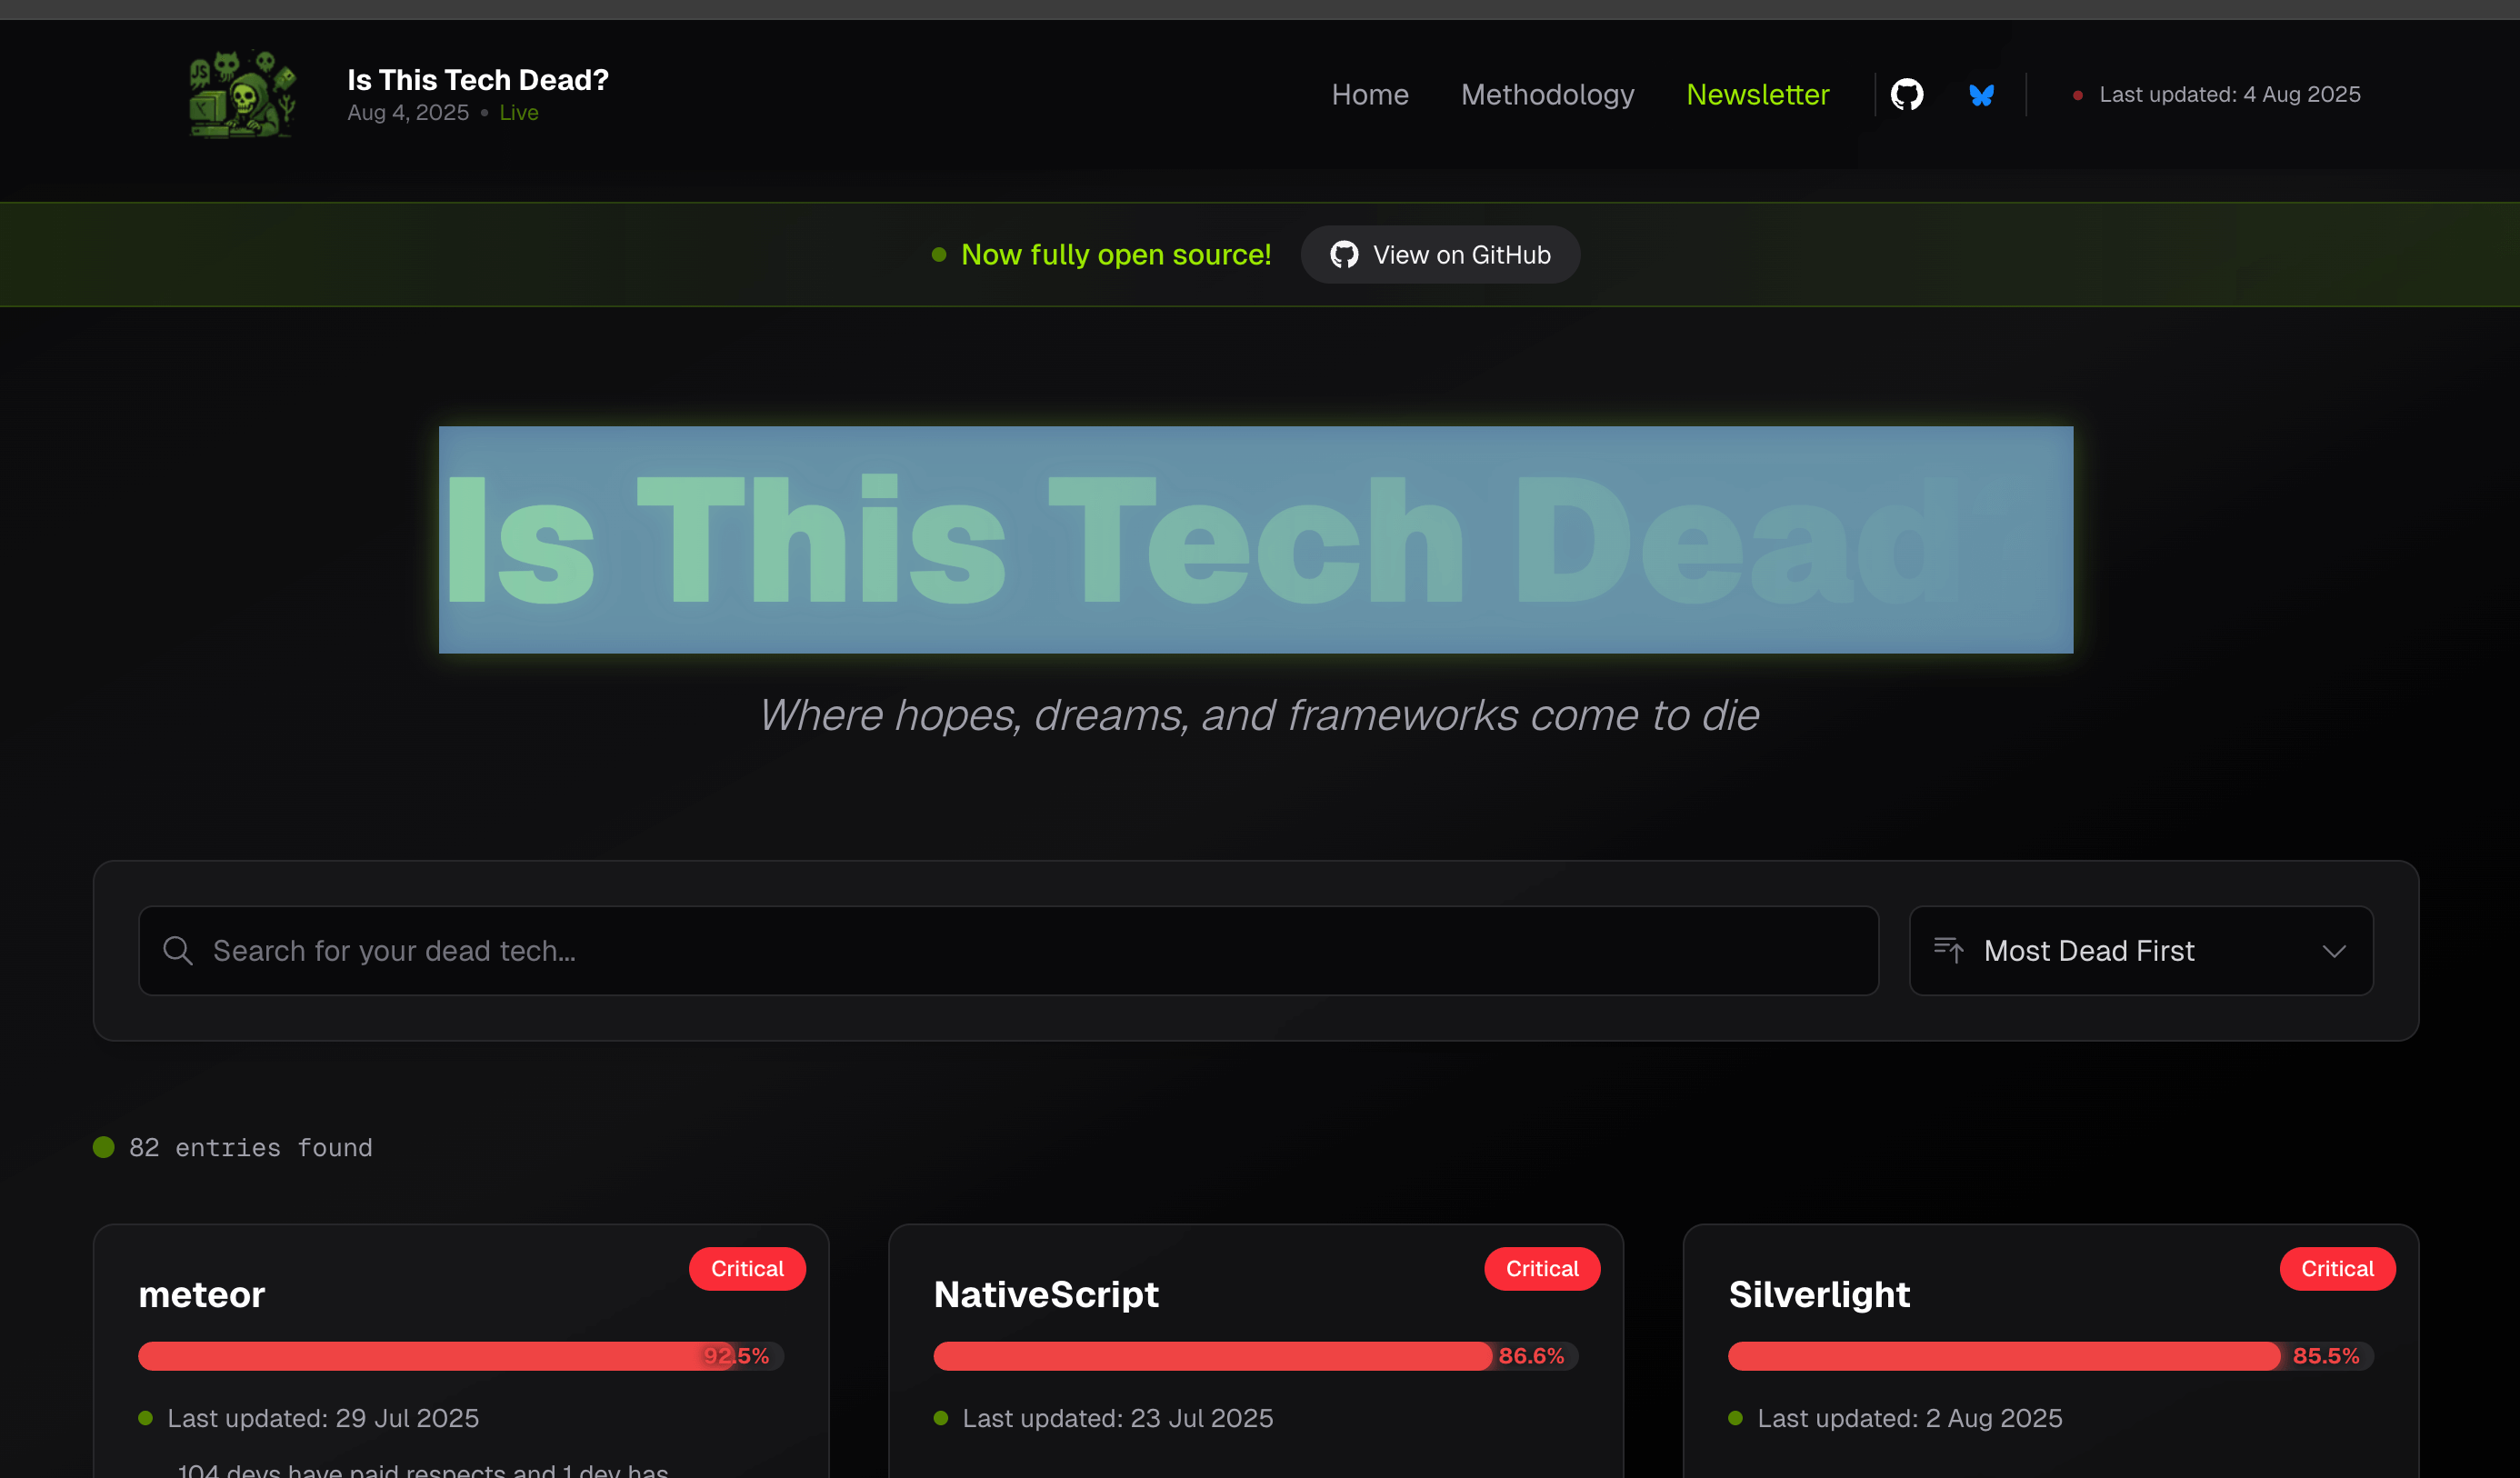 JS
Is This Tech Dead?
Aug 4, 2025 • Live
Home
Methodology
Newsletter
Last updated: 4 Aug 2025
Now fully open source!
View on GitHub
Is This Tech Dead
Where hopes, dreams, and frameworks come to die
Search for your dead tech...
Most Dead First
82 entries found
Critical
meteor
92.5%
Last updated: 29 Jul 2025
104 devs have paid respects and 1 dev has
Critical
NativeScript
86.6%
Last updated: 23 Jul 2025
Critical
Silverlight
85.5%
Last updated: 2 Aug 2025